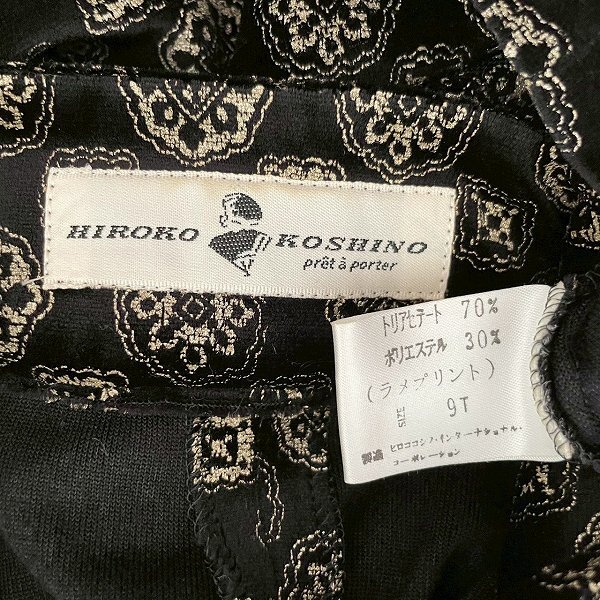 HIROKO KOSHINO
prêt à porter
トリアセテート 70%
ポリエステル 30%
(ラメプリント)
SIZE 9T
ヒロココシノ・インターナショナル.
コーポレーション